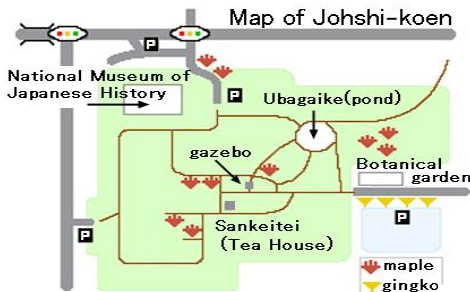 Map of Johshi-koen
P
National Museum of
Japanese History
P
Ubagaike(pond)
gazebo
Botanical
garden
P
Sankeitei
(Tea House)
P
maple
gingko